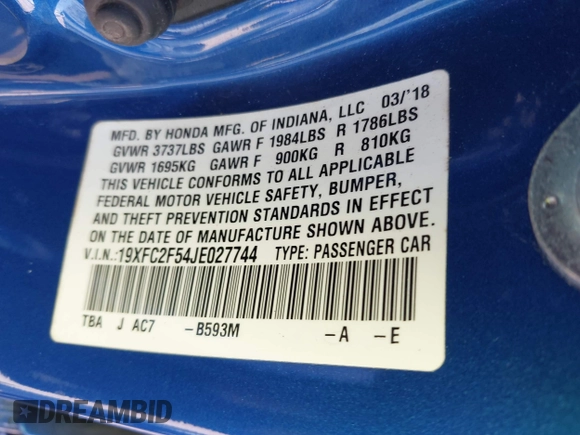 MFD. BY HONDA MFG. OF INDIANA, LLC 03/'18
GVWR 3737LBS GAWR F 1984LBS R 1786LBS
GVWR 1695KG GAWR F 900KG R 810KG
THIS VEHICLE CONFORMS TO ALL APPLICABLE
FEDERAL MOTOR VEHICLE SAFETY, BUMPER,
AND THEFT PREVENTION STANDARDS IN EFFECT
ON THE DATE OF MANUFACTURE SHOWN ABOVE.
V.I.N.:19XFC2F54JE027744 TYPE: PASSENGER CAR
TBA J AC7 –B593M –A –E
DREAMBID